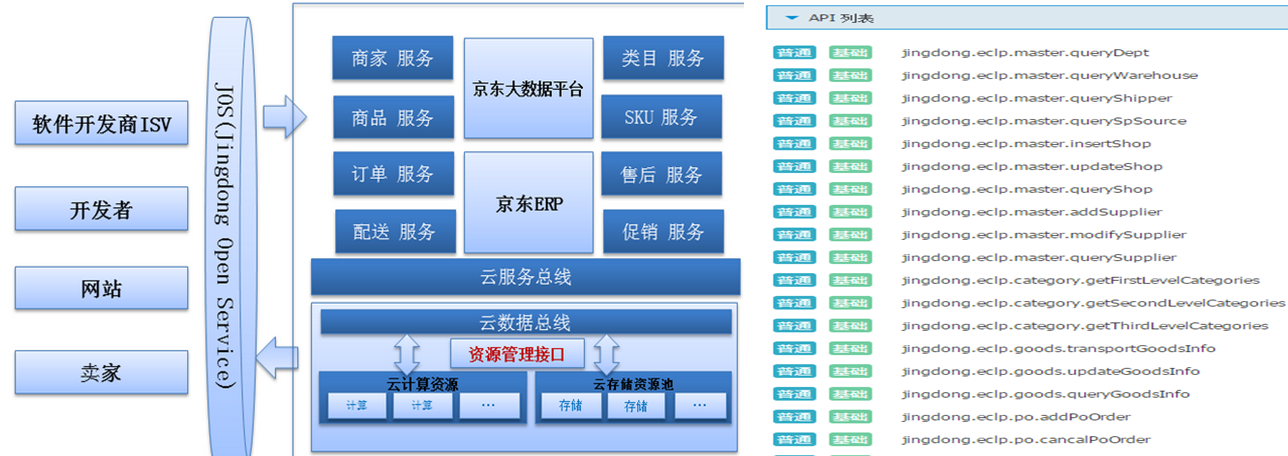 软件开发商ISV
开发者
网站
卖家
JOS(Jingdong Open Service)
商家 服务
商品 服务
订单 服务
配送 服务
京东大数据平台
京东ERP
类目 服务
SKU 服务
售后 服务
促销 服务
云服务总线
云数据总线
资源管理接口
云计算资源
计算
计算
...
云存储资源池
存储
存储
...
API 列表
普通 基础 jingdong.eclp.master.queryDept
普通 基础 jingdong.eclp.master.queryWarehouse
普通 基础 jingdong.eclp.master.queryShipper
普通 基础 jingdong.eclp.master.querySpSource
普通 基础 jingdong.eclp.master.insertShop
普通 基础 jingdong.eclp.master.updateShop
普通 基础 jingdong.eclp.master.queryShop
普通 基础 jingdong.eclp.master.addSupplier
普通 基础 jingdong.eclp.master.modifySupplier
普通 基础 jingdong.eclp.master.querySupplier
普通 基础 jingdong.eclp.category.getFirstLevelCategories
普通 基础 jingdong.eclp.category.getSecondLevelCategories
普通 基础 jingdong.eclp.category.getThirdLevelCategories
普通 基础 jingdong.eclp.goods.transportGoodsInfo
普通 基础 jingdong.eclp.goods.updateGoodsInfo
普通 基础 jingdong.eclp.goods.queryGoodsInfo
普通 基础 jingdong.eclp.po.addPoOrder
普通 基础 jingdong.eclp.po.cancalPoOrder